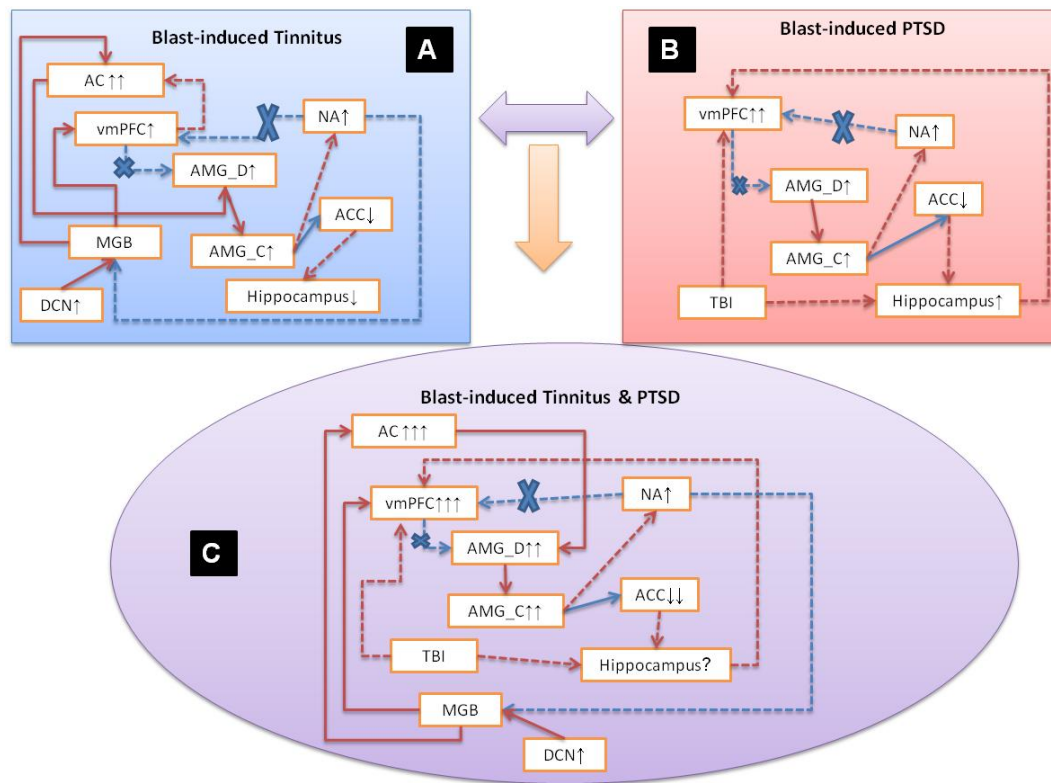 Blast-induced Tinnitus
A
AC↑↑
vmPFC↑
NA↑
AMG_D↑
ACC↓
MGB
AMG_C↑
DCN↑
Hippocampus↓
Blast-induced PTSD
B
vmPFC↑↑
NA↑
AMG_D↑
ACC↓
AMG_C↑
TBI
Hippocampus↑
Blast-induced Tinnitus & PTSD
AC↑↑↑
vmPFC↑↑↑
NA↑
C
AMG_D↑↑
AMG_C↑↑
ACC↓↓
TBI
Hippocampus?
MGB
DCN↑